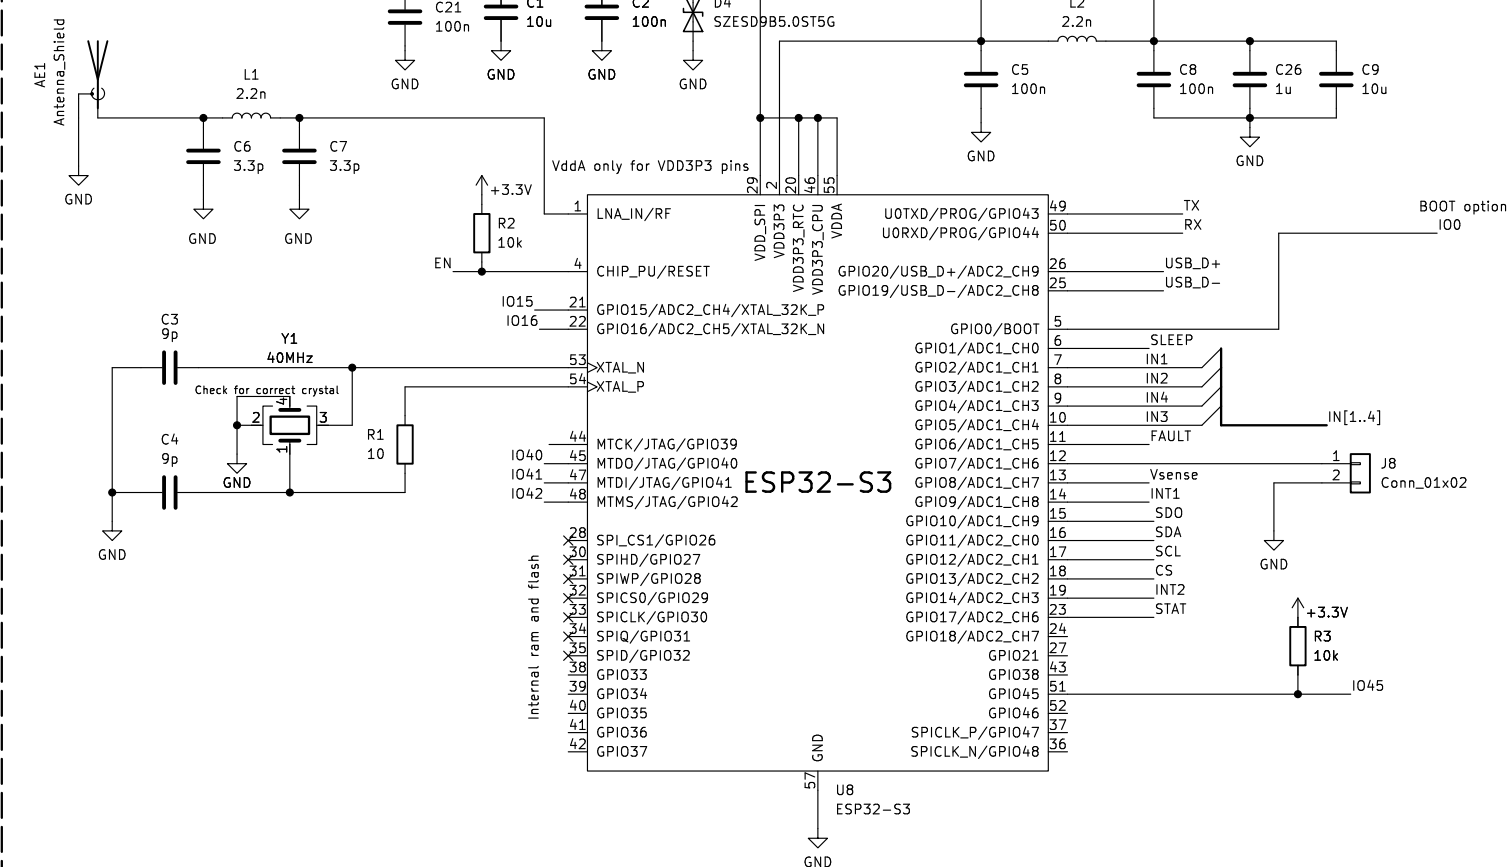 C21
100n
GND
C1
10u
GND
C2
100n
GND
D4
SZESD9B5.0ST5G
GND
L2
2.2n
C5
100n
GND
C8
100n
C26
1u
C9
10u
GND
AE1
Antenna_Shield
GND
L1
2.2n
C6
3.3p
GND
C7
3.3p
GND
VddA only for VDD3P3 pins
+3.3V
R2
10k
EN
IO15
IO16
C3
9p
Y1
40MHz
Check for correct crystal
4
2
3
1
GND
C4
9p
GND
R1
10
IO40
IO41
IO42
Internal ram and flash
29 VDD_SPI
2 VDD3P3
20 VDD3P3_RTC
46 VDD3P3_CPU
55 VDDA
1 LNA_IN/RF
4 CHIP_PU/RESET
21 GPIO15/ADC2_CH4/XTAL_32K_P
22 GPIO16/ADC2_CH5/XTAL_32K_N
53 XTAL_N
54 XTAL_P
44 MTCK/JTAG/GPIO39
45 MTDO/JTAG/GPIO40
47 MTDI/JTAG/GPIO41
48 MTMS/JTAG/GPIO42
28 SPI_CS1/GPIO26
30 SPIHD/GPIO27
31 SPIWP/GPIO28
32 SPICS0/GPIO29
33 SPICLK/GPIO30
34 SPIQ/GPIO31
35 SPID/GPIO32
38 GPIO33
39 GPIO34
40 GPIO35
41 GPIO36
42 GPIO37
ESP32-S3
U0TXD/PROG/GPIO43 49 TX
U0RXD/PROG/GPIO44 50 RX
GPIO20/USB_D+/ADC2_CH9 26 USB_D+
GPIO19/USB_D-/ADC2_CH8 25 USB_D-
GPIO0/BOOT 5
GPIO1/ADC1_CH0 6 SLEEP
GPIO2/ADC1_CH1 7 IN1
GPIO3/ADC1_CH2 8 IN2
GPIO4/ADC1_CH3 9 IN4
GPIO5/ADC1_CH4 10 IN3
GPIO6/ADC1_CH5 11 FAULT
GPIO7/ADC1_CH6 12
GPIO8/ADC1_CH7 13 Vsense
GPIO9/ADC1_CH8 14 INT1
GPIO10/ADC1_CH9 15 SDO
GPIO11/ADC2_CH0 16 SDA
GPIO12/ADC2_CH1 17 SCL
GPIO13/ADC2_CH2 18 CS
GPIO14/ADC2_CH3 19 INT2
GPIO17/ADC2_CH6 23 STAT
GPIO18/ADC2_CH7 24
GPIO21 27
GPIO38 43
GPIO45 51
GPIO46 52
SPICLK_P/GPIO47 37
SPICLK_N/GPIO48 36
GND
57
U8
ESP32-S3
GND
BOOT option
IO0
IN[1..4]
1
2
J8
Conn_01x02
GND
+3.3V
R3
10k
IO45